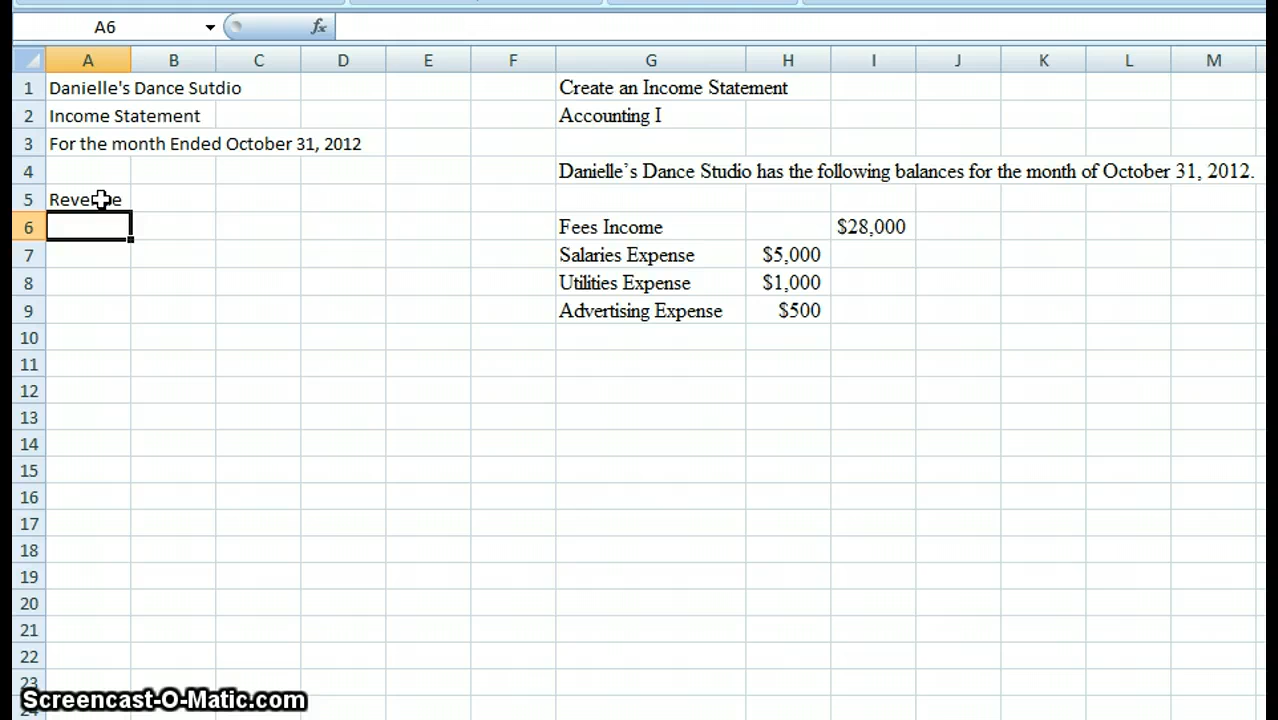 A6 fx
A B C D E F G H I J K L M
1 Danielle's Dance Sutdio Create an Income Statement
2 Income Statement Accounting I
3 For the month Ended October 31, 2012
4 Danielle’s Dance Studio has the following balances for the month of October 31, 2012.
5
6 Fees Income $28,000
7 Salaries Expense $5,000
8 Utilities Expense $1,000
9 Advertising Expense $500
10
11
12
13
14
15
16
17
18
19
20
21
22
23
Screencast-O-Matic.com